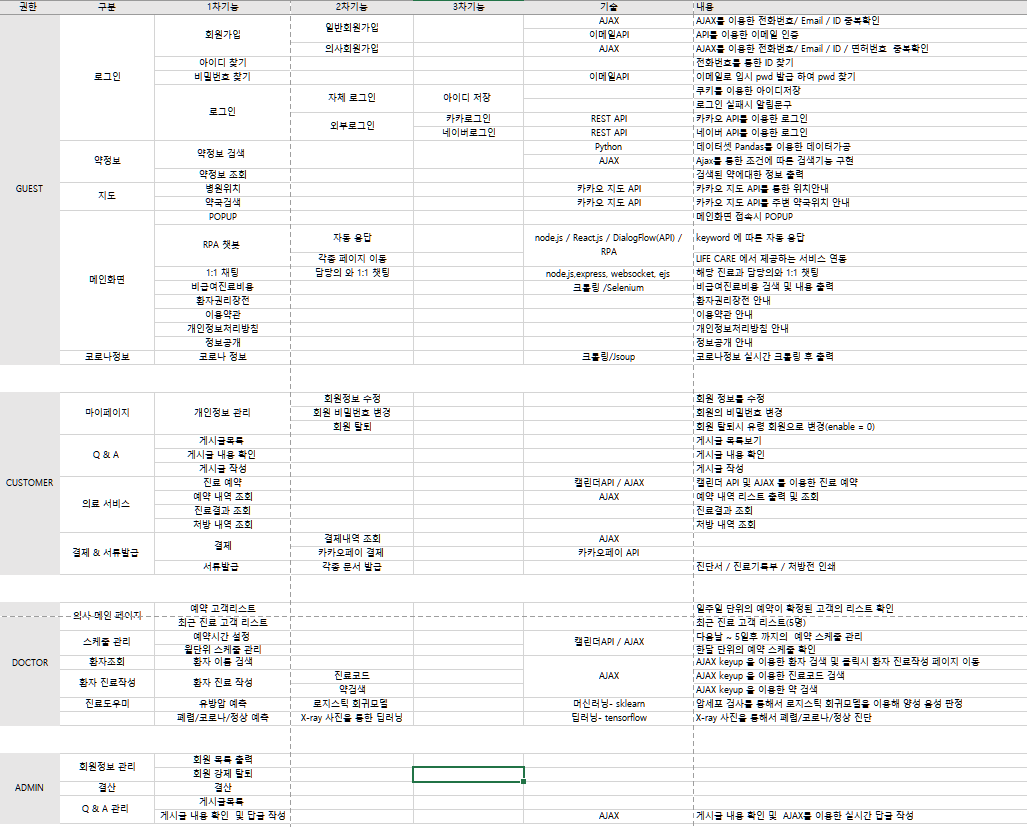 권한 구분 1차기능 2차기능 3차기능 기술 내용
GUEST 로그인 회원가입 일반회원가입 AJAX AJAX를 이용한 전화번호/ Email / ID 중복확인
이메일API API를 이용한 이메일 인증
의사회원가입 AJAX AJAX를 이용한 전화번호/ Email / ID / 면허번호 중복확인
아이디 찾기 전화번호를 통한 ID 찾기
비밀번호 찾기 이메일API 이메일로 임시 pwd 발급 하여 pwd 찾기
로그인 자체 로그인 아이디 저장 쿠키를 이용한 아이디저장
로그인 실패시 알림문구
외부로그인 카카로그인 REST API 카카오 API를 이용한 로그인
네이버로그인 REST API 네이버 API를 이용한 로그인
약정보 약정보 검색 Python 데이터셋 Pandas를 이용한 데이터가공
AJAX Ajax를 통한 조건에 따른 검색기능 구현
약정보 조회 검색된 약에대한 정보 출력
지도 병원위치 카카오 지도 API 카카오 지도 API를 통한 위치안내
약국검색 카카오 지도 API 카카오 지도 API를 주변 약국위치 안내
메인화면 POPUP 메인화면 접속시 POPUP
RPA 챗봇 자동 응답 node.js / React.js / DialogFlow(API) /
RPA keyword 에 따른 자동 응답
각종 페이지 이동 LIFE CARE 에서 제공하는 서비스 연동
1:1 채팅 담당의 와 1:1 챗팅 node.js,express, websocket, ejs 해당 진료과 담당의와 1:1 챗팅
비급여진료비용 크롤링 /Selenium 비급여진료비용 검색 및 내용 출력
환자권리장전 환자권리장전 안내
이용약관 이용약관 안내
개인정보처리방침 개인정보처리방침 안내
정보공개 정보공개 안내
코로나정보 코로나 정보 크롤링/Jsoup 코로나정보 실시간 크롤링 후 출력
CUSTOMER 마이페이지 개인정보 관리 회원정보 수정 회원 정보를 수정
회원 비밀번호 변경 회원의 비밀번호 변경
회원 탈퇴 회원 탈퇴시 유령 회원으로 변경(enable = 0)
Q & A 게시글목록 게시글 목록보기
게시글 내용 확인 게시글 내용 확인
게시글 작성 게시글 작성
의료 서비스 진료 예약 캘린더API / AJAX 캘린더 API 및 AJAX 를 이용한 진료 예약
예약 내역 조회 AJAX 예약 내역 리스트 출력 및 조회
진료결과 조회 진료결과 조회
처방 내역 조회 처방 내역 조회
결제 & 서류발급 결제 결제내역 조회 AJAX
카카오페이 결제 카카오페이 API
서류발급 각종 문서 발급 진단서 / 진료기록부 / 처방전 인쇄
DOCTOR 의사-메인 페이지 예약 고객리스트 일주일 단위의 예약이 확정된 고객의 리스트 확인
최근 진료 고객 리스트 최근 진료 고객 리스트(5명)
스케줄 관리 예약시간 설정 캘린더API / AJAX 다음날 ~ 5일후 까지의 예약 스케줄 관리
월단위 스케줄 관리 한달 단위의 예약 스케줄 확인
환자조회 환자 이름 검색 AJAX keyup 을 이용한 환자 검색 및 클릭시 환자 진료작성 페이지 이동
환자 진료작성 환자 진료 작성 진료코드 AJAX AJAX keyup 을 이용한 진료코드 검색
약검색 AJAX keyup 을 이용한 약 검색
진료도우미 유방암 예측 로지스틱 회귀모델 머신러닝- sklearn 암세포 검사를 통해서 로지스틱 회귀모델을 이용해 양성 음성 판정
폐렴/코로나/정상 예측 X-ray 사진을 통한 딥러닝 딥러닝- tensorflow X-ray 사진을 통해서 폐렴/코로나/정상 진단
ADMIN 회원정보 관리 회원 목록 출력
회원 강제 탈퇴
결산 결산
Q & A 관리 게시글목록
게시글 내용 확인 및 답글 작성 AJAX 게시글 내용 확인 및 AJAX를 이용한 실시간 답글 작성